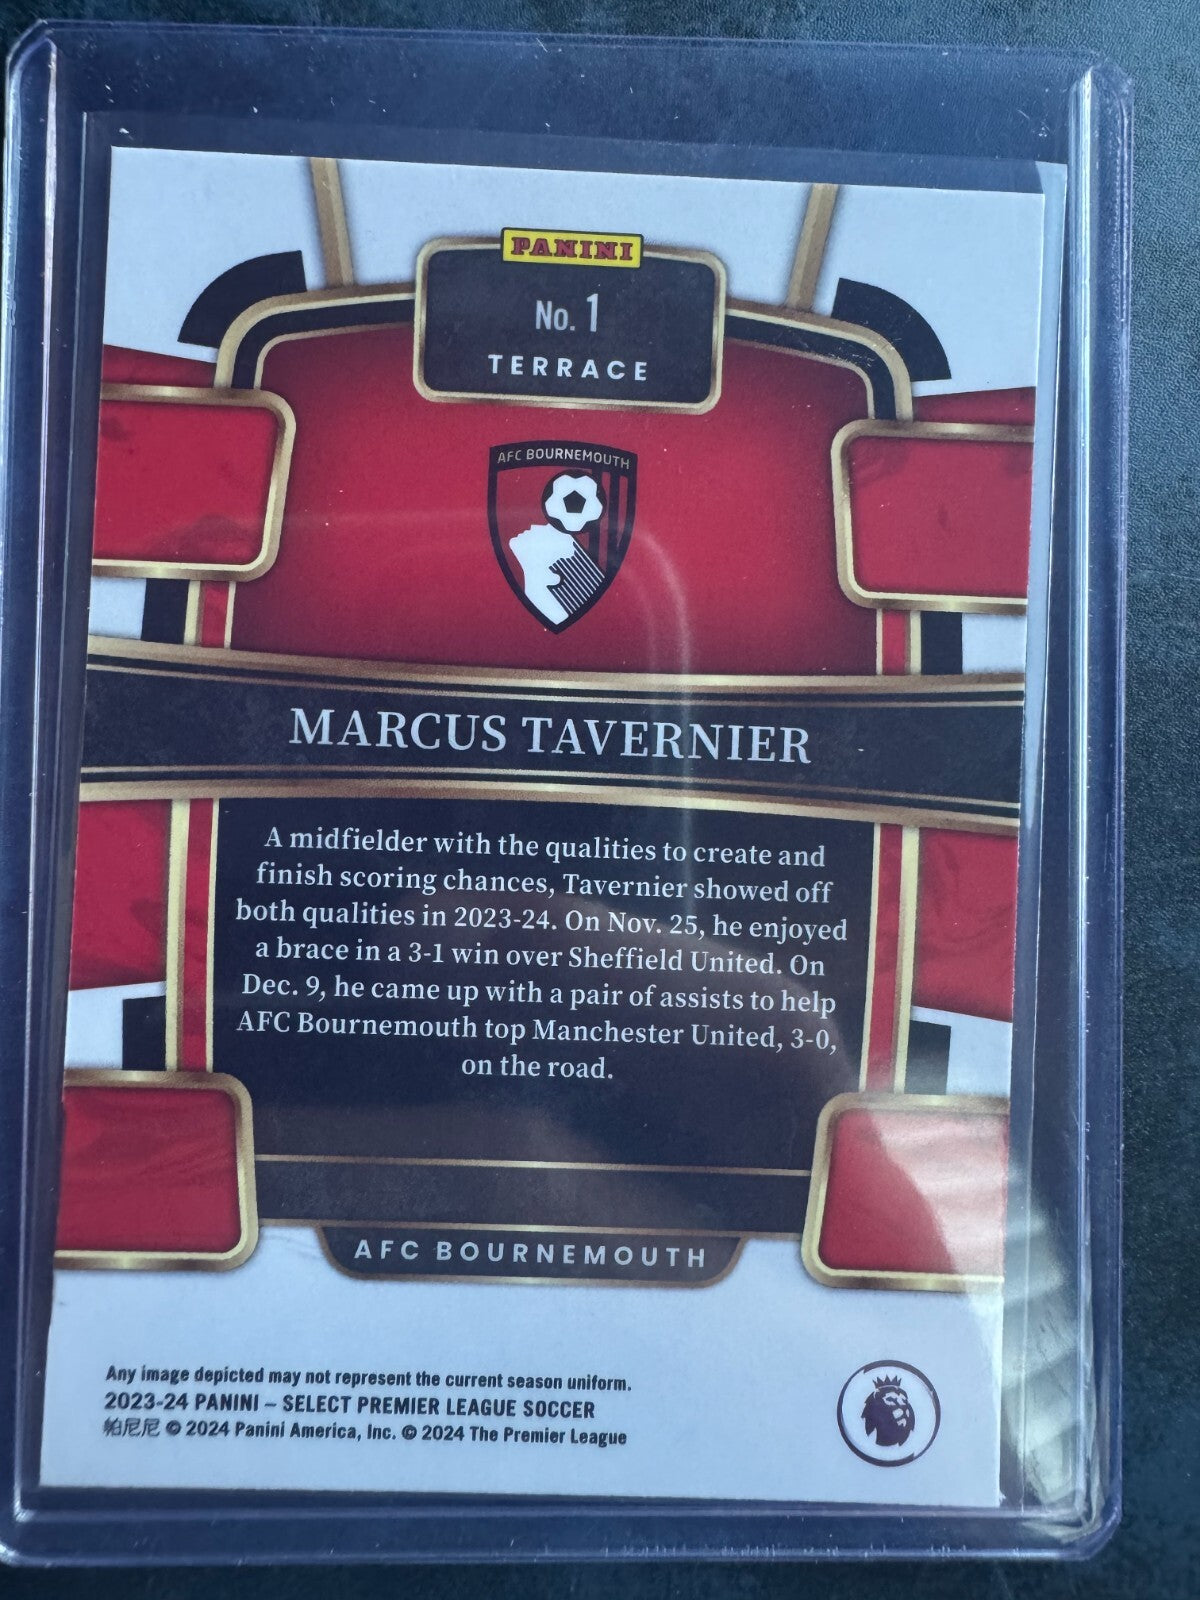 PANINI
No. 1
TERRACE
AFC BOURNEMOUTH
MARCUS TAVERNIER
A midfielder with the qualities to create and
finish scoring chances, Tavernier showed off
both qualities in 2023-24. On Nov. 25, he enjoyed
a brace in a 3-1 win over Sheffield United. On
Dec. 9, he came up with a pair of assists to help
AFC Bournemouth top Manchester United, 3-0,
on the road.
AFC BOURNEMOUTH
Any image depicted may not represent the current season uniform.
2023-24 PANINI – SELECT PREMIER LEAGUE SOCCER
帕尼尼 © 2024 Panini America, Inc. © 2024 The Premier League